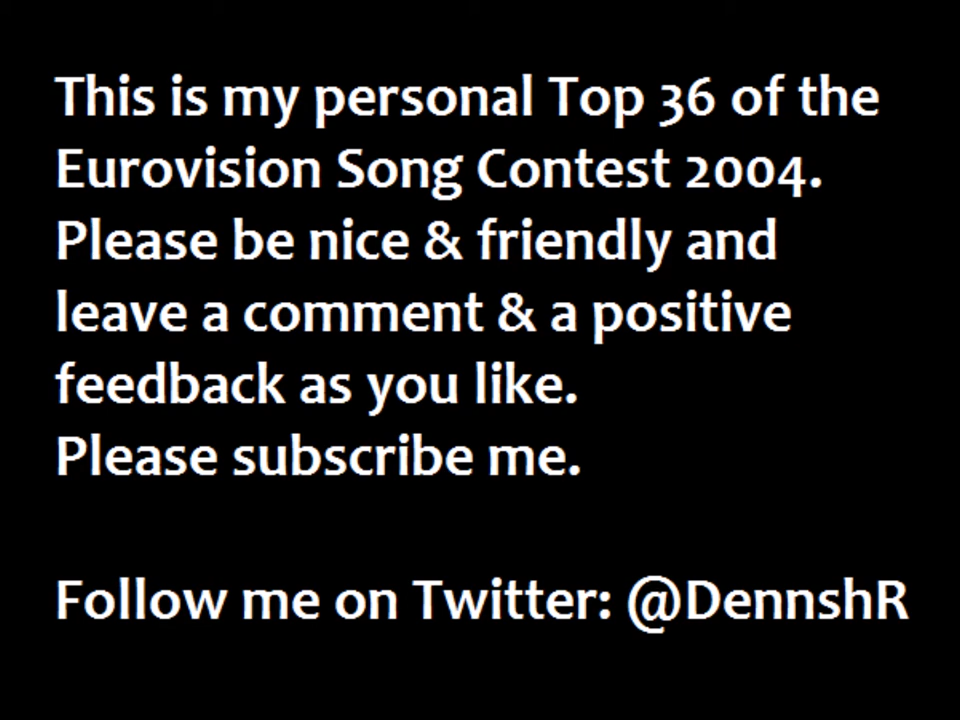 This is my personal Top 36 of the
Eurovision Song Contest 2004.
Please be nice & friendly and
leave a comment & a positive
feedback as you like.
Please subscribe me.
Follow me on Twitter: @DennshR